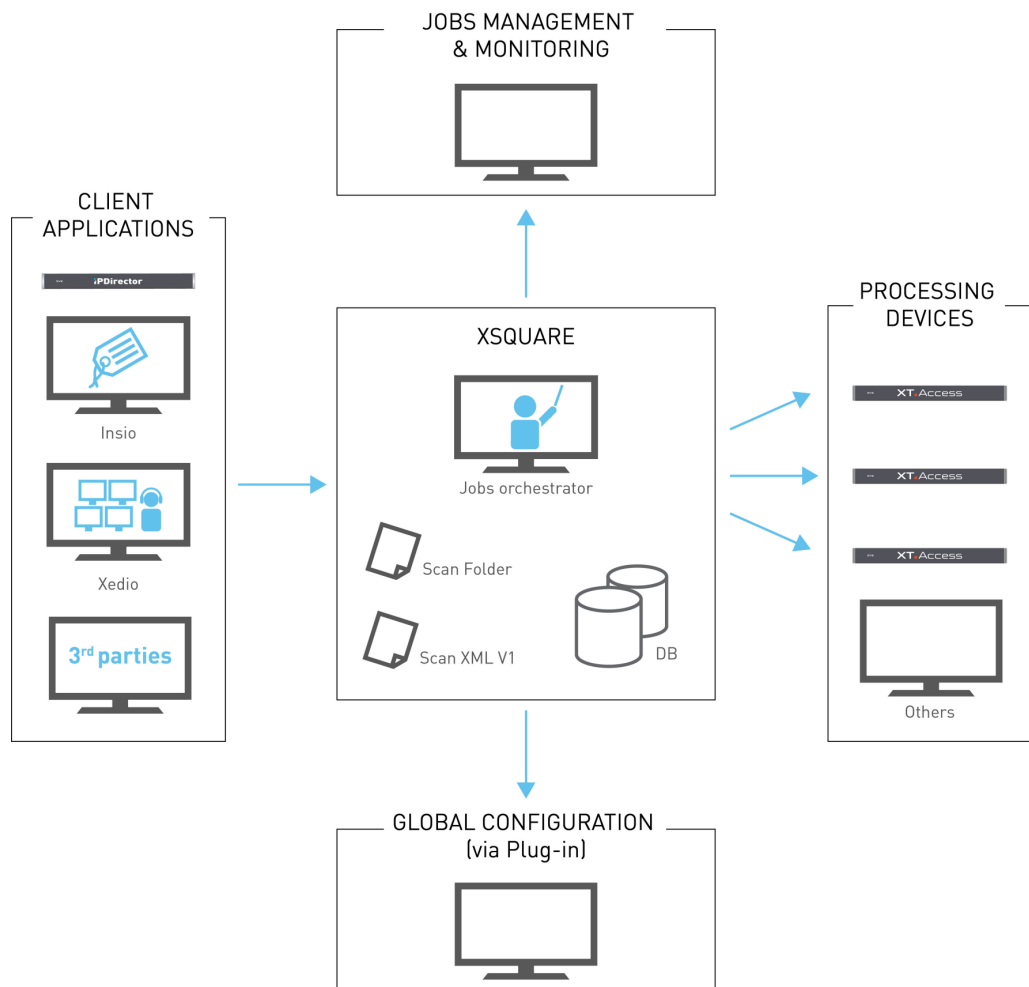 JOBS MANAGEMENT
& MONITORING
CLIENT
APPLICATIONS
iPDirector
Insio
Xedio
3rd parties
XSQUARE
Jobs orchestrator
Scan Folder
Scan XML V1
DB
PROCESSING
DEVICES
XT.Access
XT.Access
XT.Access
Others
GLOBAL CONFIGURATION
(via Plug-in)